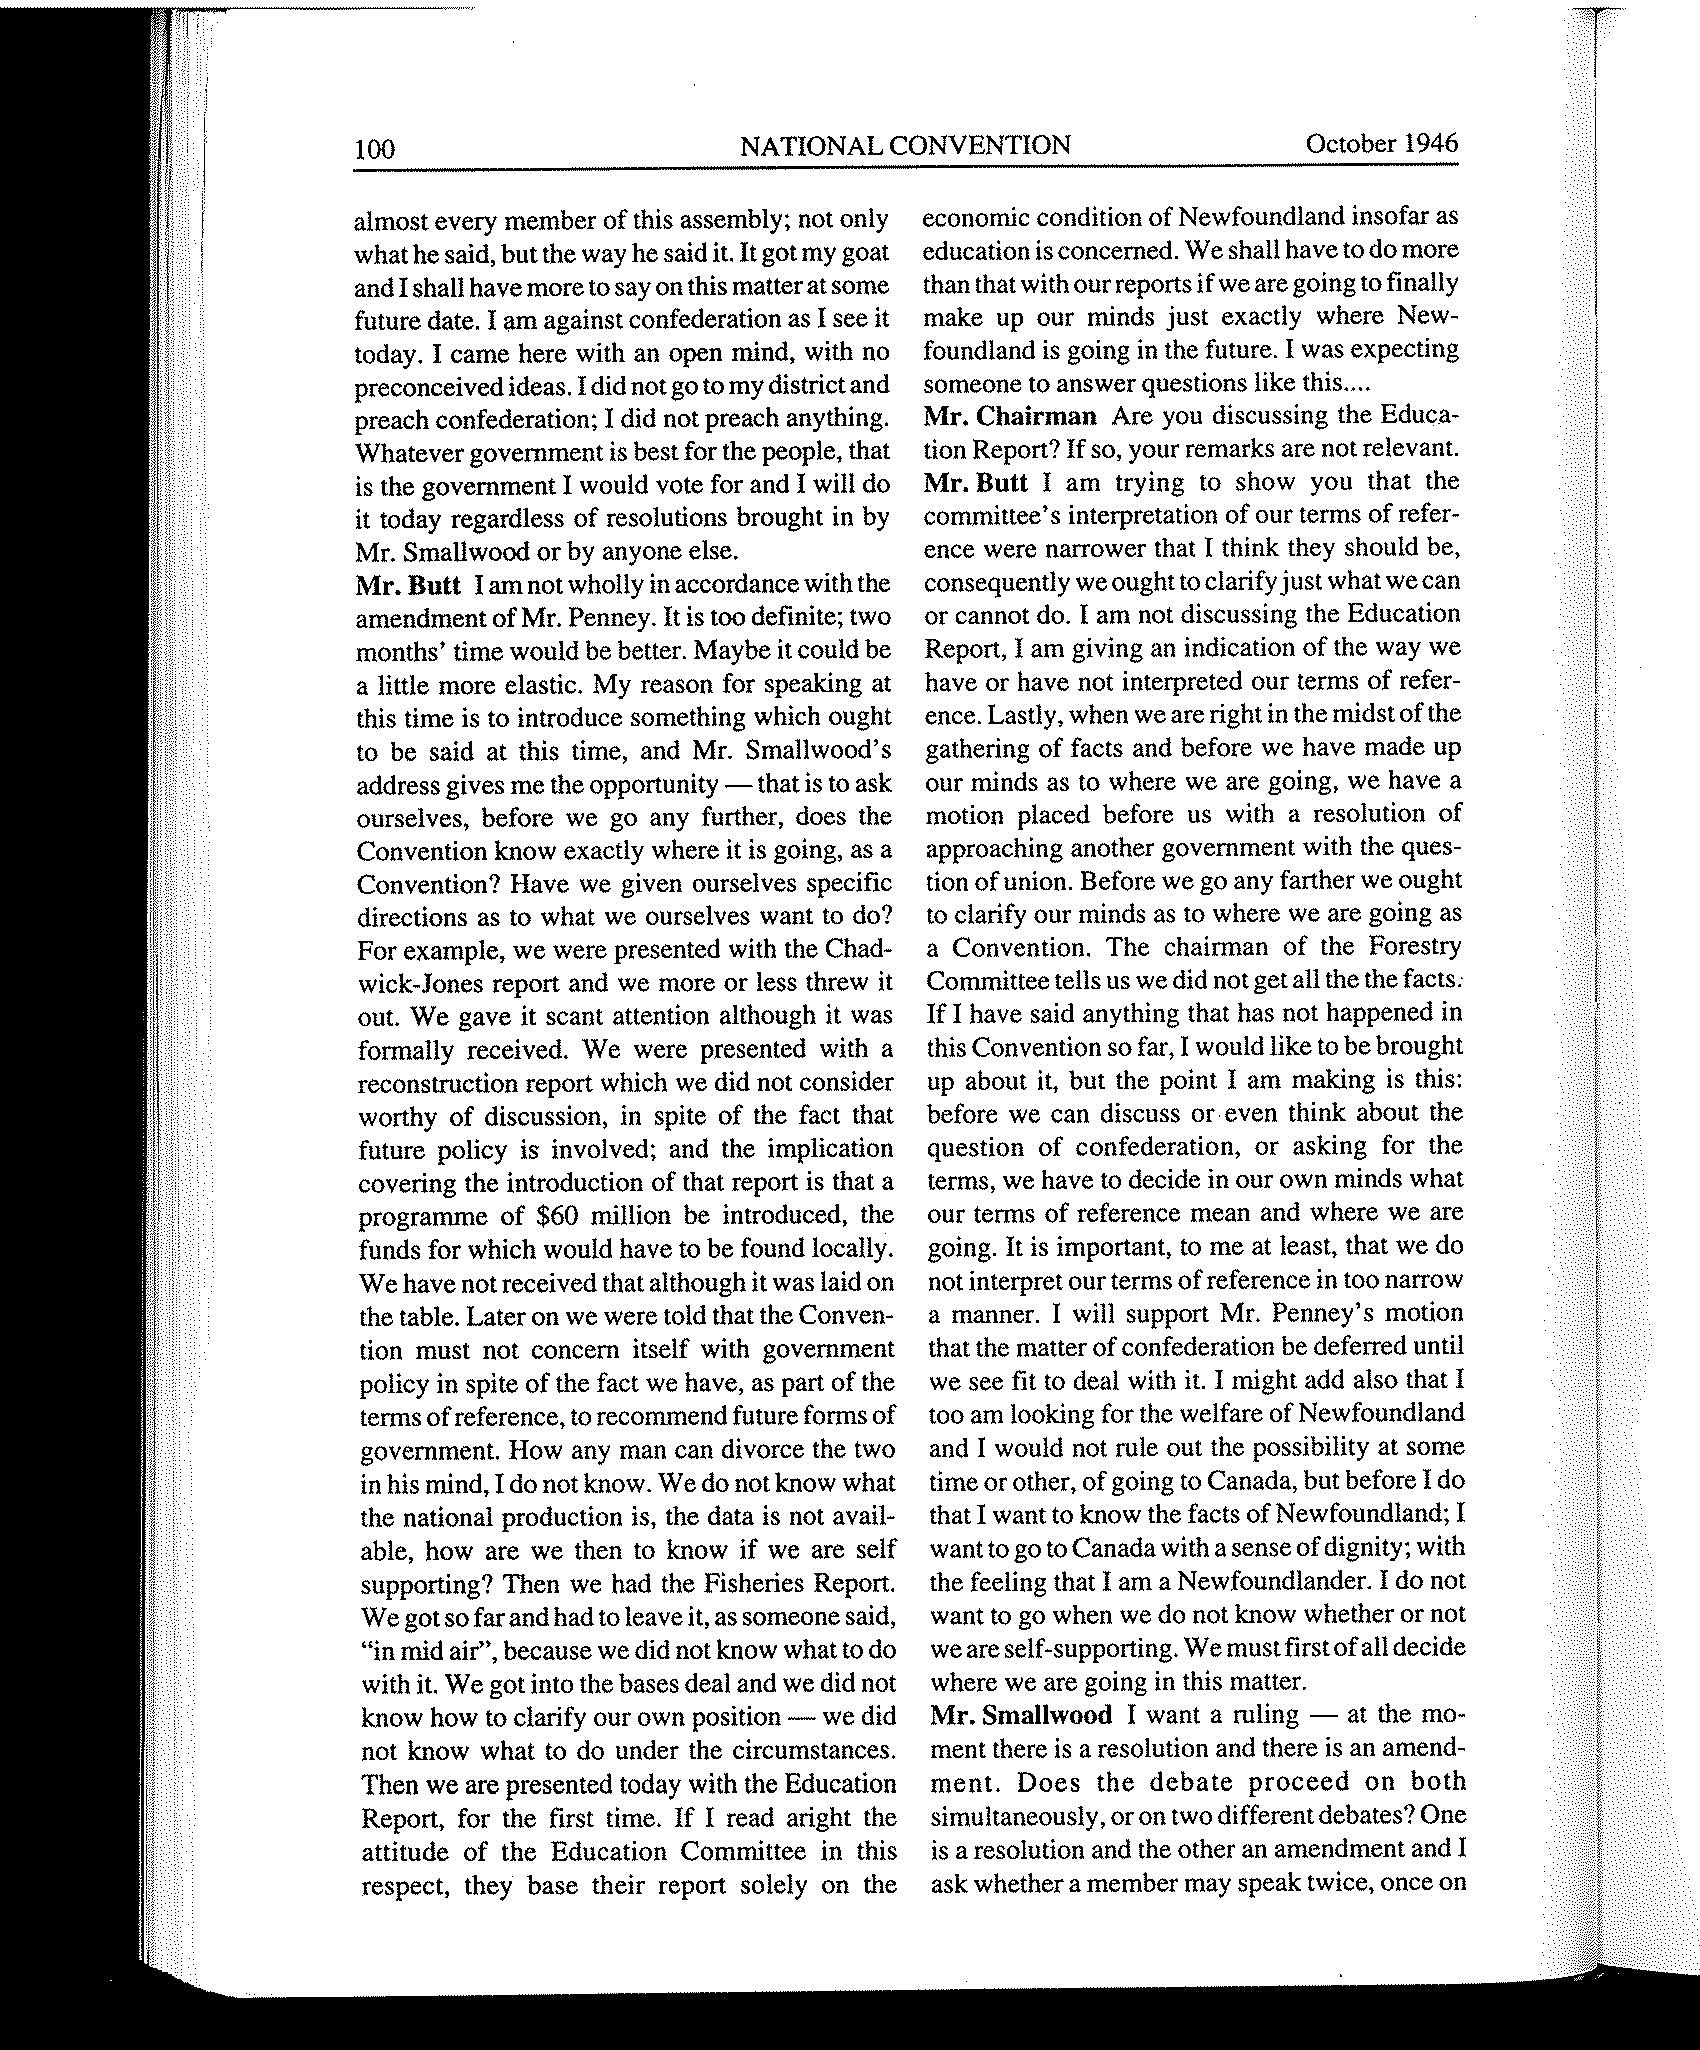 100
NATIONAL CONVENTION
October 1946
almost every member of this assembly; not only
what he said, but the way he said it. It got my goat
and I shall have more to say on this matter at some
future date. I am against confederation as I see it
today. I came here with an open mind, with no
preconceived ideas. I did not go to my district and
preach confederation; I did not preach anything.
Whatever government is best for the people, that
is the government I would vote for and I will do
it today regardless of resolutions brought in by
Mr. Smallwood or by anyone else.
Mr. Butt I am not wholly in accordance with the
amendment of Mr. Penney. It is too definite; two
months' time would be better. Maybe it could be
a little more elastic. My reason for speaking at
this time is to introduce something which ought
to be said at this time, and Mr. Smallwood's
address gives me the opportunity — that is to ask
ourselves, before we go any further, does the
Convention know exactly where it is going, as a
Convention? Have we given ourselves specific
directions as to what we ourselves want to do?
For example, we were presented with the Chad-
wick-Jones report and we more or less threw it
out. We gave it scant attention although it was
formally received. We were presented with a
reconstruction report which we did not consider
worthy of discussion, in spite of the fact that
future policy is involved; and the implication
covering the introduction of that report is that a
programme of $60 million be introduced, the
funds for which would have to be found locally.
We have not received that although it was laid on
the table. Later on we were told that the Conven-
tion must not concern itself with government
policy in spite of the fact we have, as part of the
terms of reference, to recommend future forms of
government. How any man can divorce the two
in his mind, I do not know. We do not know what
the national production is, the data is not avail-
able, how are we then to know if we are self
supporting? Then we had the Fisheries Report.
We got so far and had to leave it, as someone said,
"in mid air", because we did not know what to do
with it. We got into the bases deal and we did not
know how to clarify our own position — we did
not know what to do under the circumstances.
Then we are presented today with the Education
Report, for the first time. If I read aright the
attitude of the Education Committee in this
respect, they base their report solely on the
economic condition of Newfoundland insofar as
education is concerned. We shall have to do more
than that with our reports if we are going to finally
make up our minds just exactly where New-
foundland is going in the future. I was expecting
someone to answer questions like this....
Mr. Chairman Are you discussing the Educa-
tion Report? If so, your remarks are not relevant.
Mr. Butt I am trying to show you that the
committee's interpretation of our terms of refer-
ence were narrower that I think they should be,
consequently we ought to clarify just what we can
or cannot do. I am not discussing the Education
Report, I am giving an indication of the way we
have or have not interpreted our terms of refer-
ence. Lastly, when we are right in the midst of the
gathering of facts and before we have made up
our minds as to where we are going, we have a
motion placed before us with a resolution of
approaching another government with the ques-
tion of union. Before we go any farther we ought
to clarify our minds as to where we are going as
a Convention. The chairman of the Forestry
Committee tells us we did not get all the the facts.
If I have said anything that has not happened in
this Convention so far, I would like to be brought
up about it, but the point I am making is this:
before we can discuss or even think about the
question of confederation, or asking for the
terms, we have to decide in our own minds what
our terms of reference mean and where we are
going. It is important, to me at least, that we do
not interpret our terms of reference in too narrow
a manner. I will support Mr. Penney's motion
that the matter of confederation be deferred until
we see fit to deal with it. I might add also that I
too am looking for the welfare of Newfoundland
and I would not rule out the possibility at some
time or other, of going to Canada, but before I do
that I want to know the facts of Newfoundland; I
want to go to Canada with a sense of dignity; with
the feeling that I am a Newfoundlander. I do not
want to go when we do not know whether or not
we are self-supporting. We must first of all decide
where we are going in this matter.
Mr. Smallwood I want a ruling — at the mo-
ment there is a resolution and there is an amend-
ment. Does the debate proceed on both
simultaneously, or on two different debates? One
is a resolution and the other an amendment and I
ask whether a member may speak twice, once on